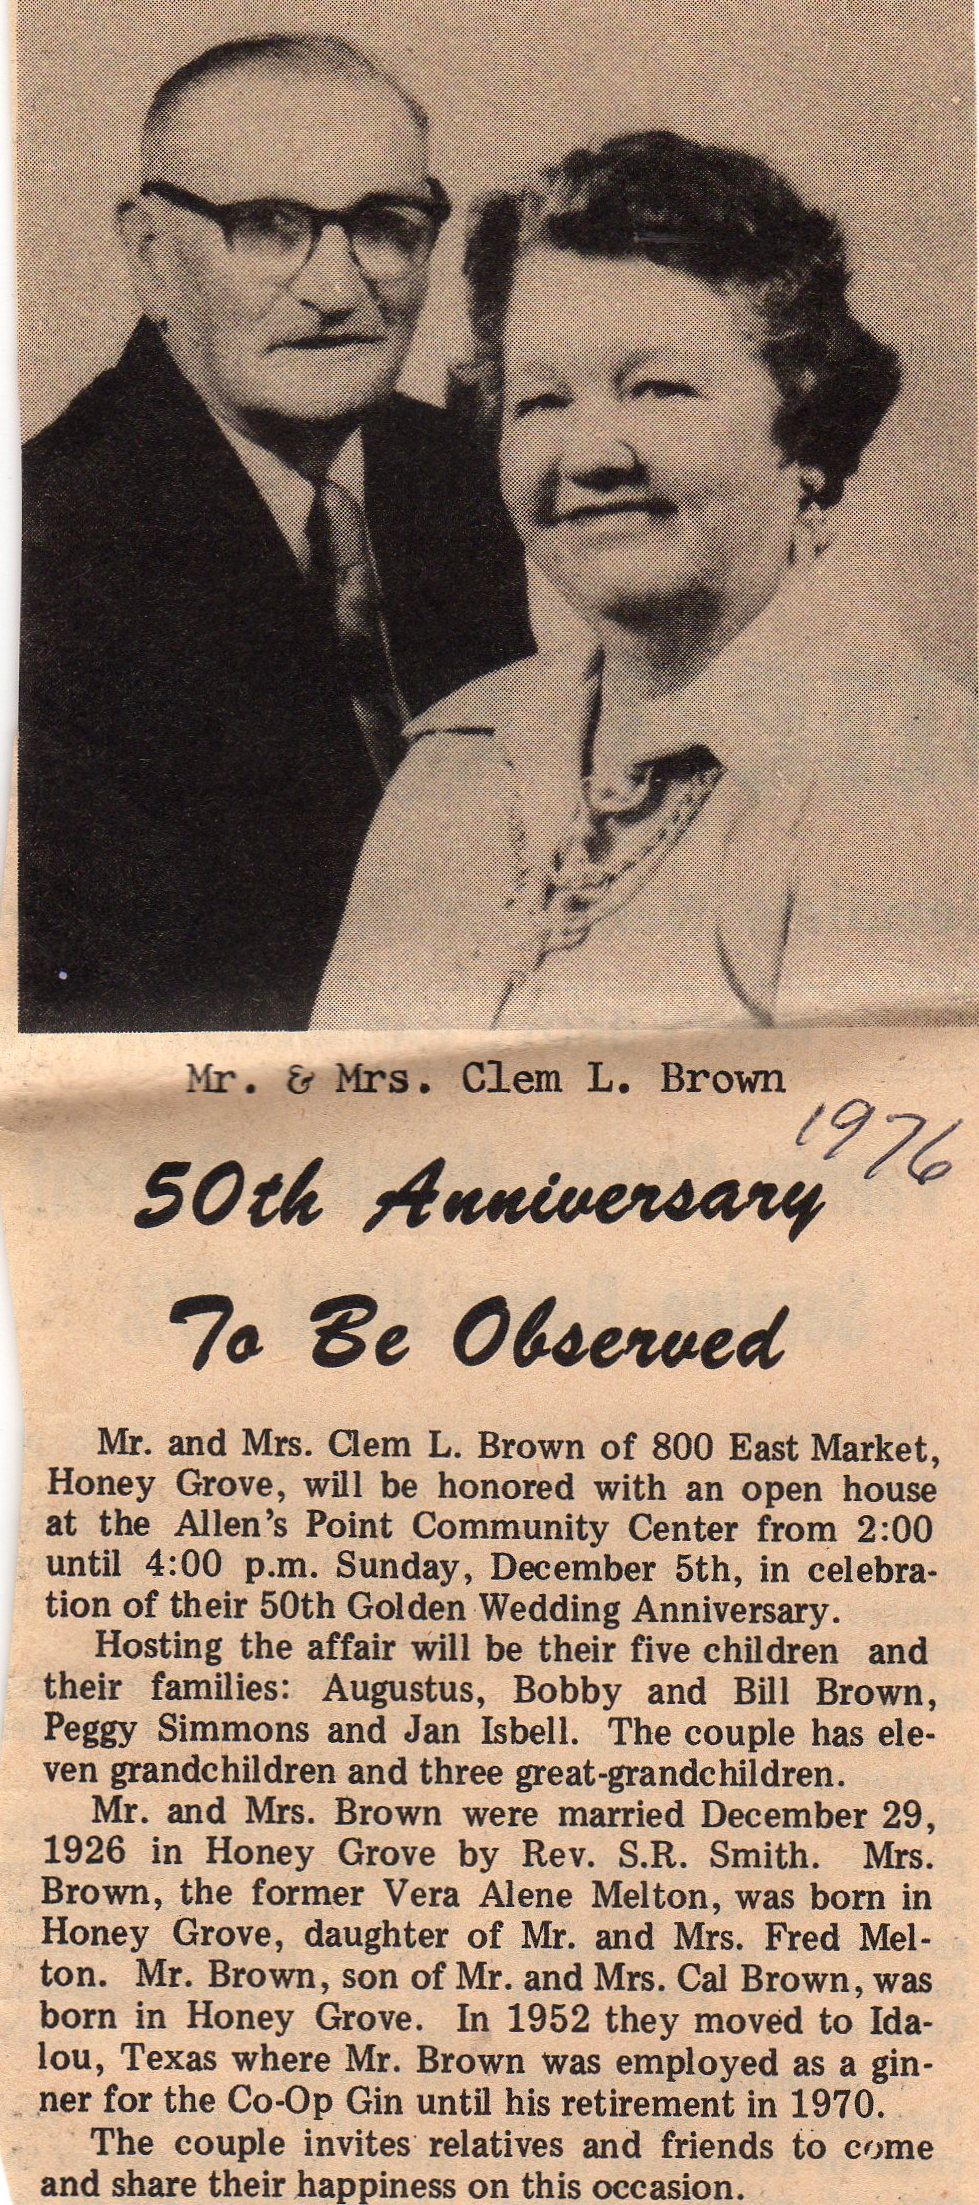 Mr. & Mrs. Clem L. Brown
1976
50th Anniversary
To Be Observed
Mr. and Mrs. Clem L. Brown of 800 East Market,
Honey Grove, will be honored with an open house
at the Allen's Point Community Center from 2:00
until 4:00 p.m. Sunday, December 5th, in celebra-
tion of their 50th Golden Wedding Anniversary.
Hosting the affair will be their five children and
their families: Augustus, Bobby and Bill Brown,
Peggy Simmons and Jan Isbell. The couple has ele-
ven grandchildren and three great-grandchildren.
Mr. and Mrs. Brown were married December 29,
1926 in Honey Grove by Rev. S.R. Smith. Mrs.
Brown, the former Vera Alene Melton, was born in
Honey Grove, daughter of Mr. and Mrs. Fred Mel-
ton. Mr. Brown, son of Mr. and Mrs. Cal Brown, was
born in Honey Grove. In 1952 they moved to Ida-
lou, Texas where Mr. Brown was employed as a gin-
ner for the Co-Op Gin until his retirement in 1970.
The couple invites relatives and friends to come
and share their happiness on this occasion.